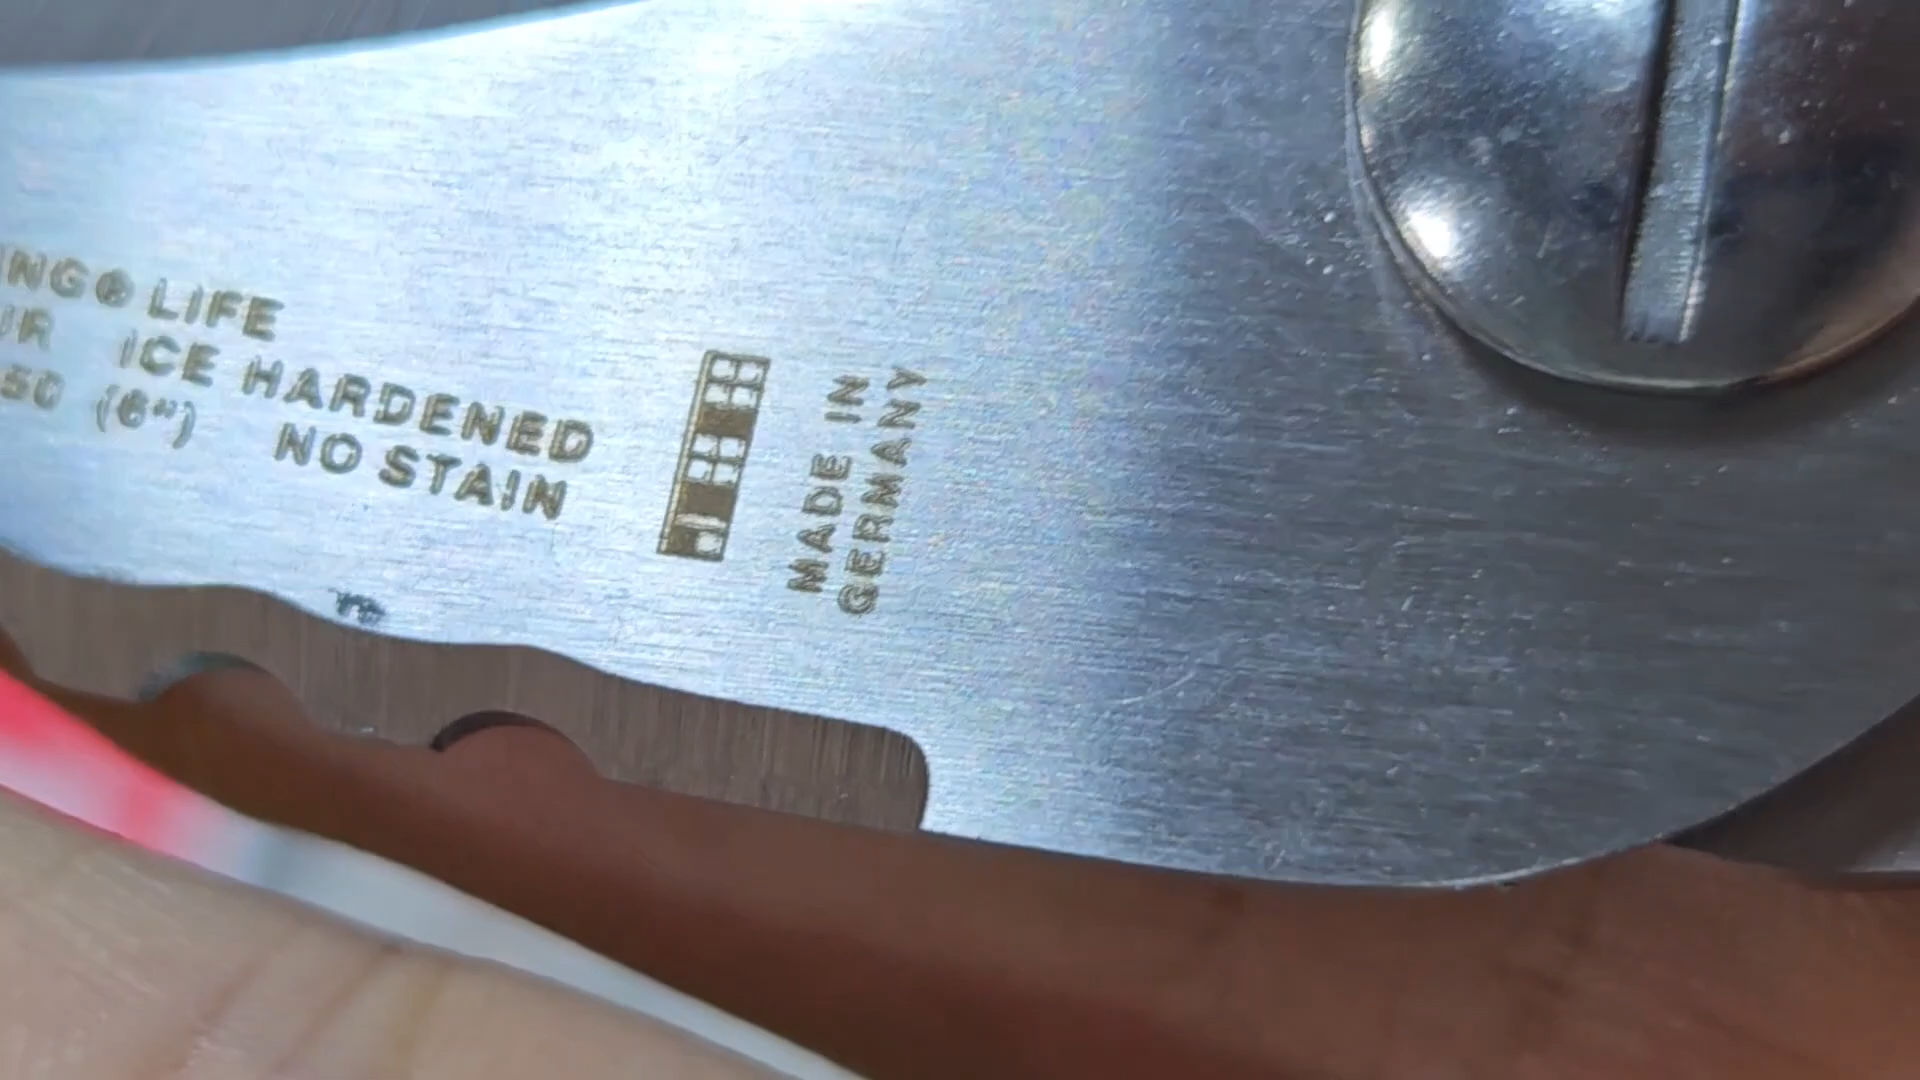 LIFE
ICE HARDENED
(6") NO STAIN
MADE IN
GERMANY